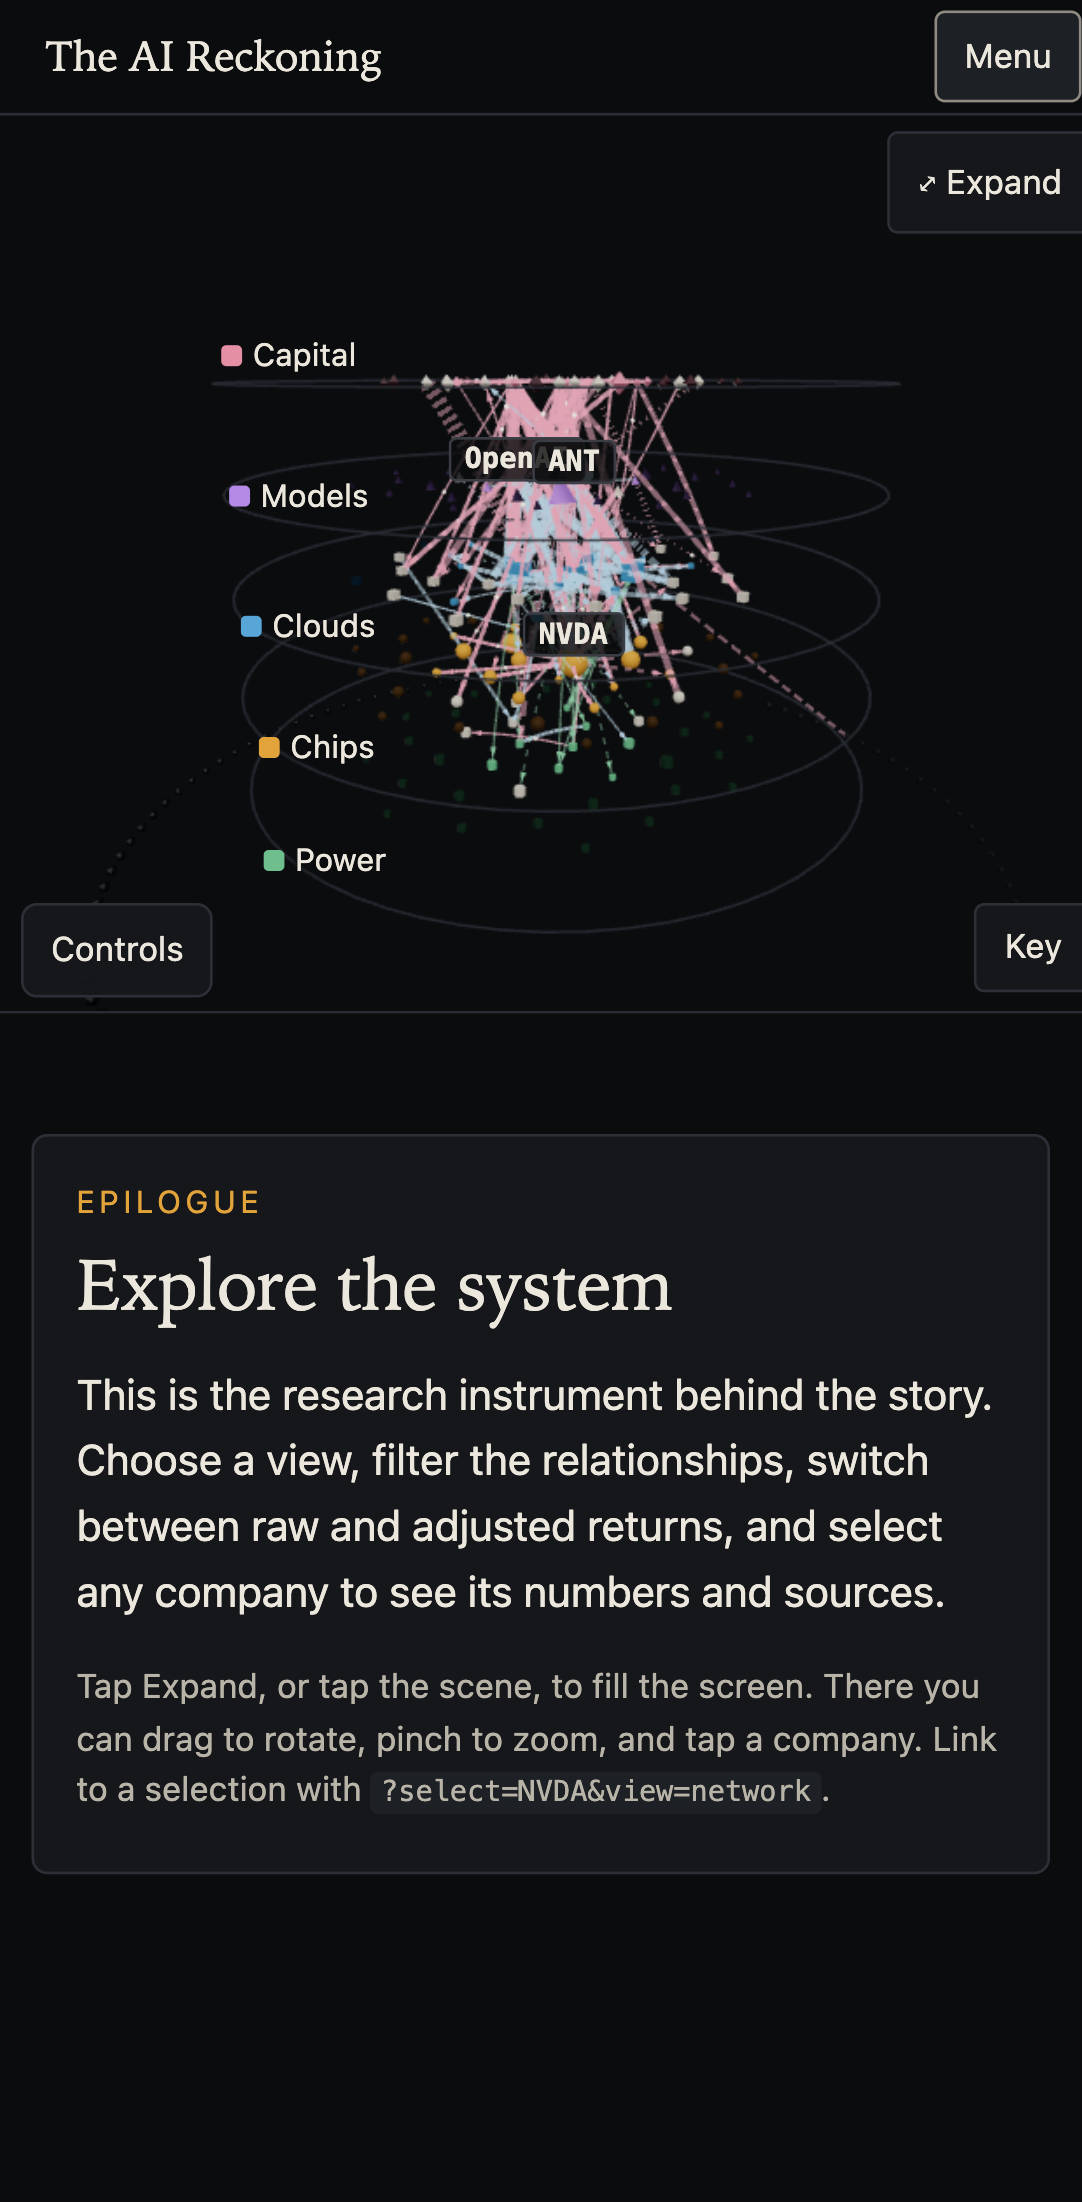 The AI Reckoning
Menu
⤢ Expand
Capital
Open
ANT
Models
Clouds
NVDA
Chips
Power
Controls
Key
EPILOGUE
Explore the system
This is the research instrument behind the story.
Choose a view, filter the relationships, switch
between raw and adjusted returns, and select
any company to see its numbers and sources.
Tap Expand, or tap the scene, to fill the screen. There you
can drag to rotate, pinch to zoom, and tap a company. Link
to a selection with ?select=NVDA&view=network.